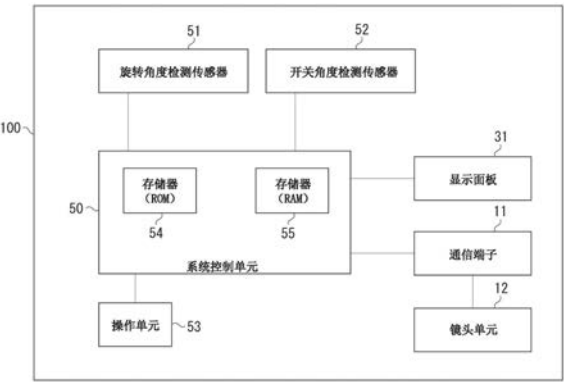 51
52
旋转角度检测传感器
开关角度检测传感器
100
31
显示面板
50
存储器
(ROM)
54
存储器
(RAM)
55
系统控制单元
11
通信端子
12
镜头单元
操作单元
53